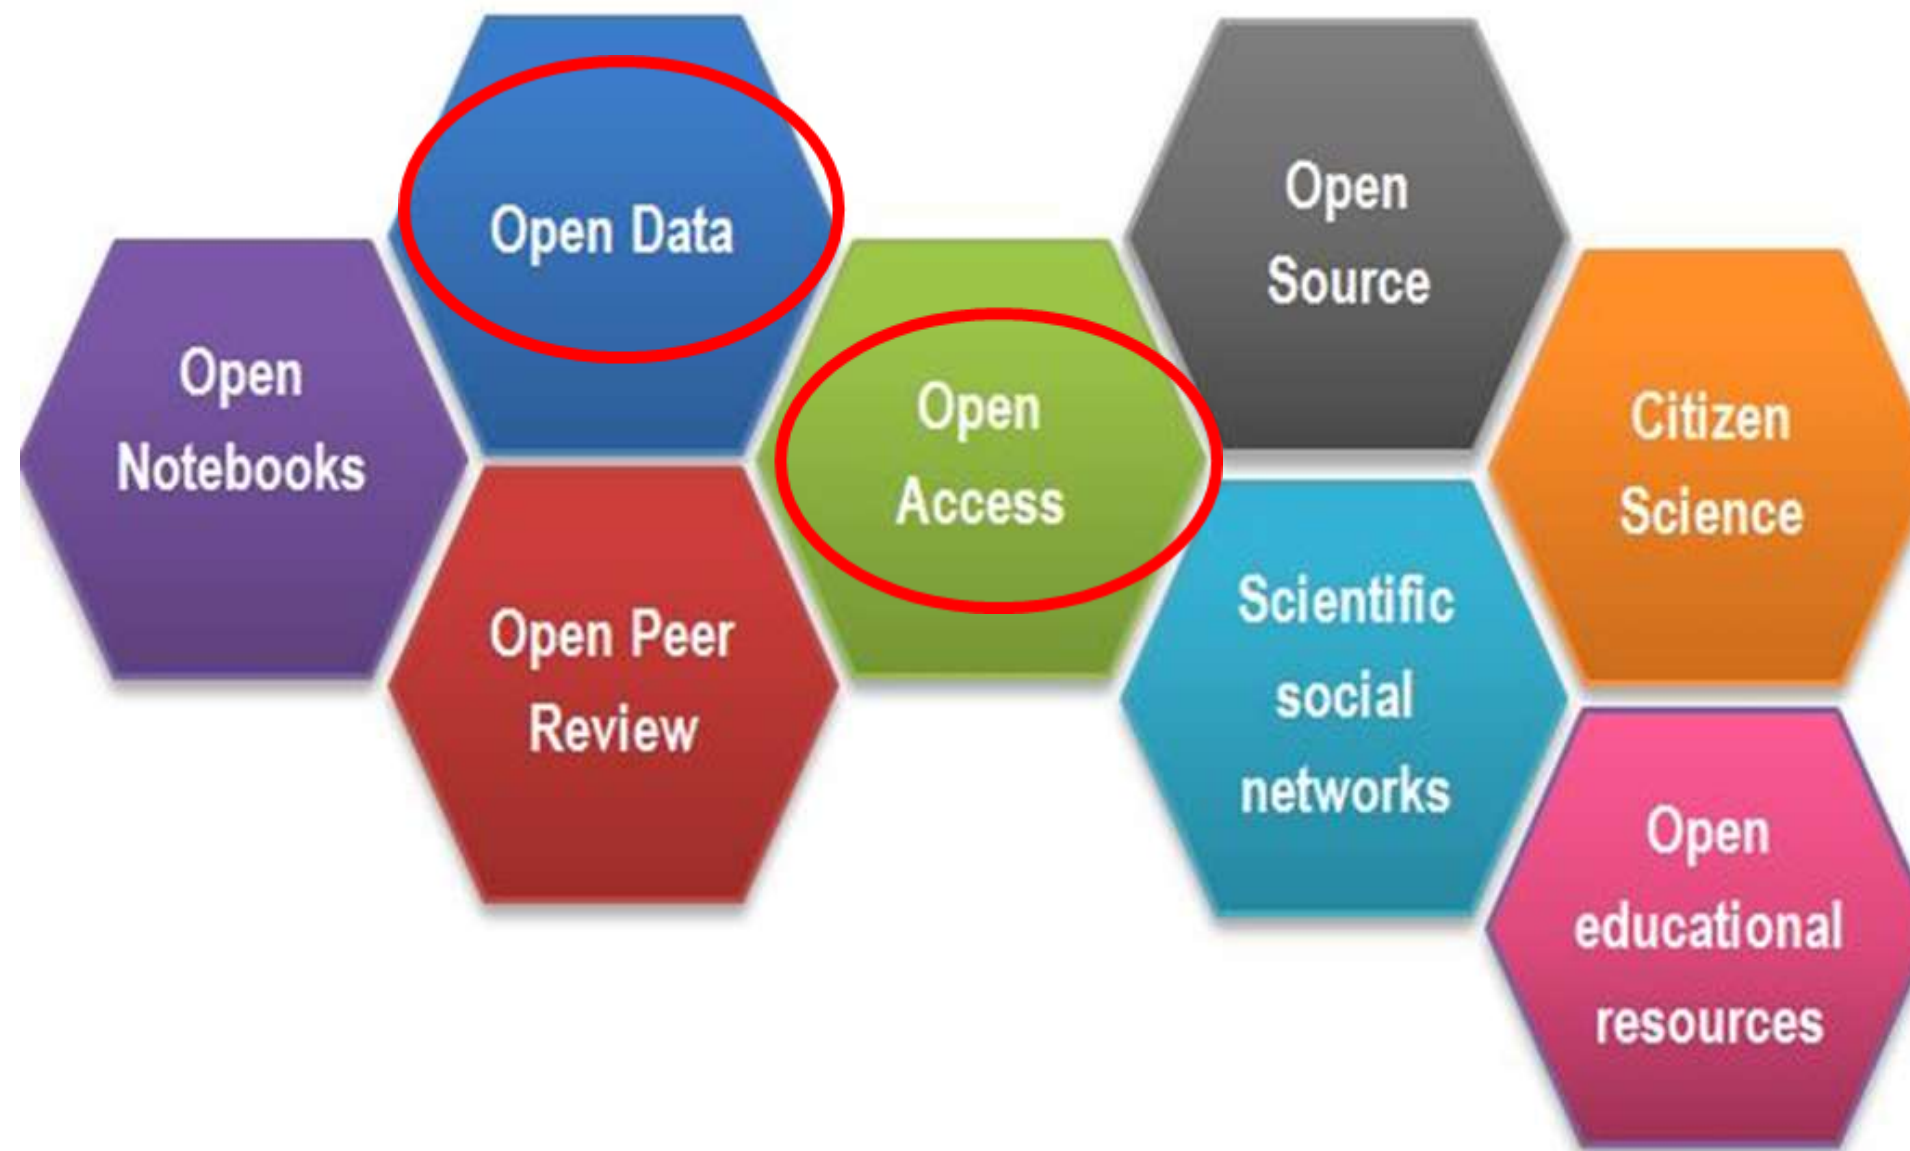 Open
Notebooks
Open Data
Open Peer
Review
Open
Access
Open
Source
Scientific
social
networks
Citizen
Science
Open
educational
resources